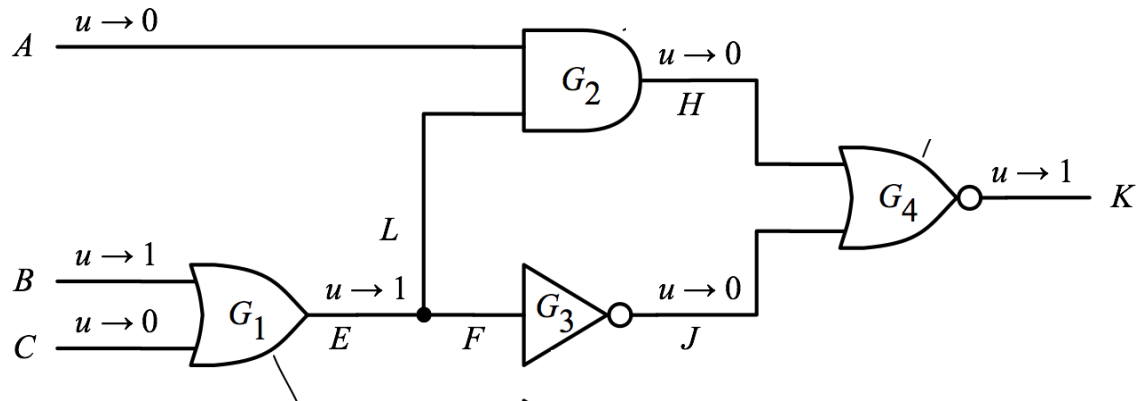 A
u → 0
G2
u → 0
H
G4
u → 1
K
L
B
u → 1
C
u → 0
G1
u → 1
E
F
G3
u → 0
J